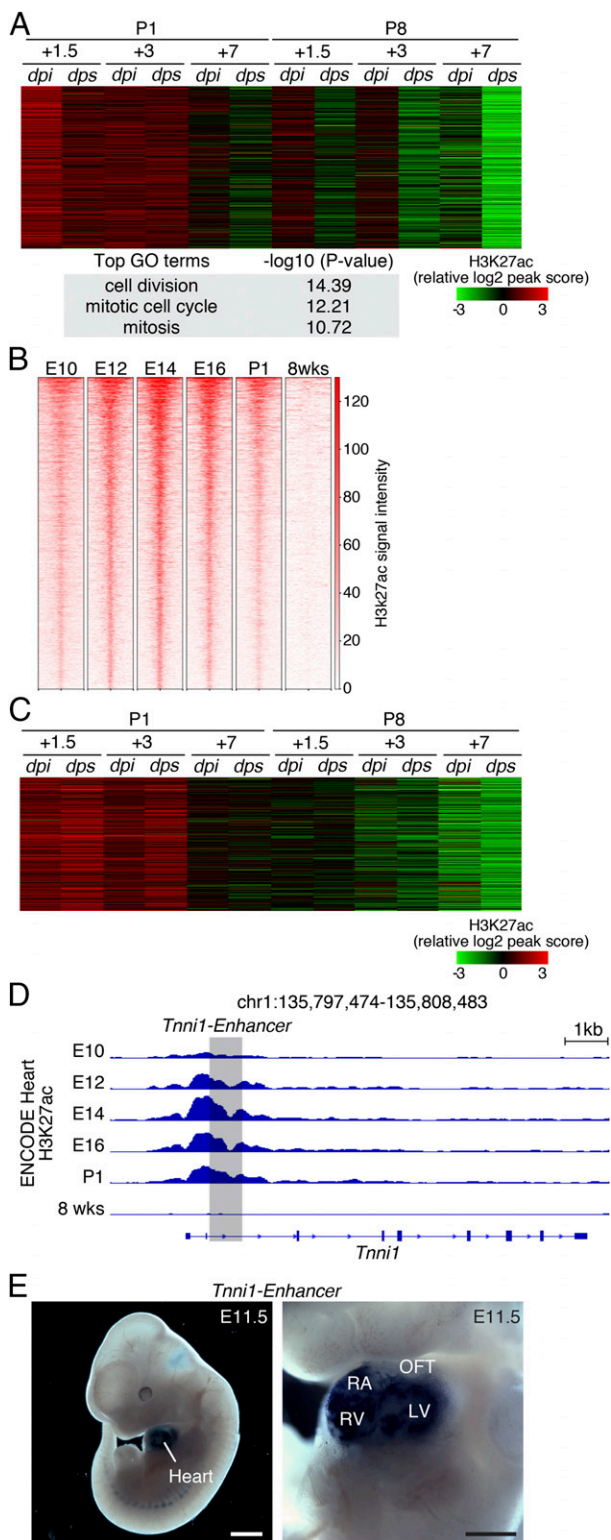 A
P1 P8
+1.5 +3 +7 +1.5 +3 +7
dpi dps dpi dps dpi dps dpi dps dpi dps dpi dps
Top GO terms -log10 (P-value)
cell division 14.39
mitotic cell cycle 12.21
mitosis 10.72
H3K27ac
(relative log2 peak score)
-3 3
B
E10 E12 E14 E16 P1 8wks
120
100
80
60
40
20
0
H3k27ac signal intensity
C
P1 P8
+1.5 +3 +7 +1.5 +3 +7
dpi dps dpi dps dpi dps dpi dps dpi dps dpi dps
H3K27ac
(relative log2 peak score)
-3 3
D
chr1:135,797,474-135,808,483
Tnni1-Enhancer
1kb
ENCODE Heart
H3K27ac
E10
E12
E14
E16
P1
8 wks
Tnni1
E
Tnni1-Enhancer
E11.5 E11.5
OFT
RA
RV LV
Heart